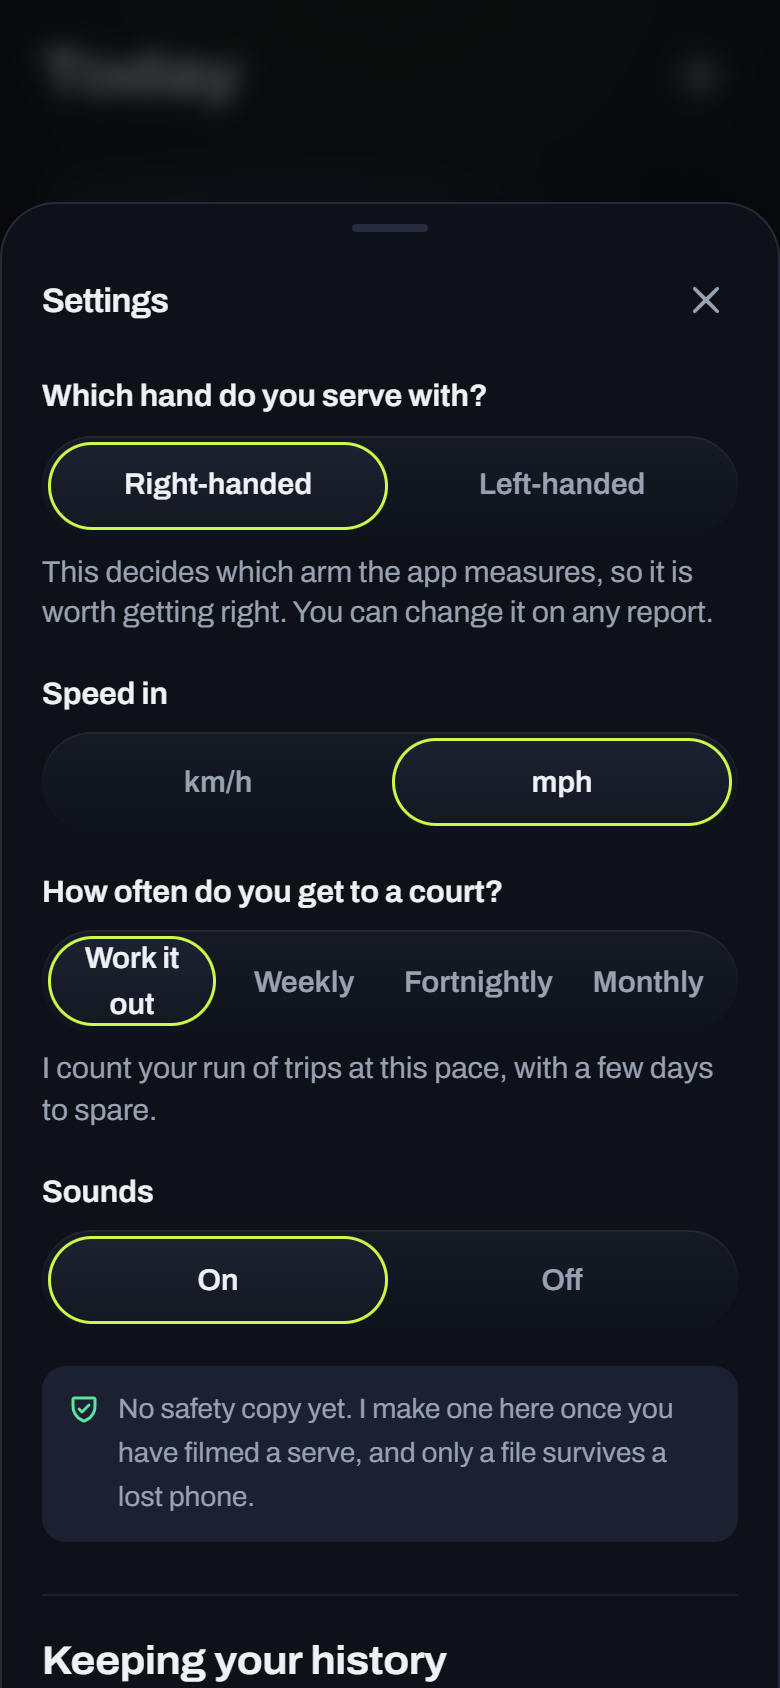 Today
Settings
Which hand do you serve with?
Right-handed
Left-handed
This decides which arm the app measures, so it is
worth getting right. You can change it on any report.
Speed in
km/h
mph
How often do you get to a court?
Work it
out
Weekly
Fortnightly
Monthly
I count your run of trips at this pace, with a few days
to spare.
Sounds
On
Off
No safety copy yet. I make one here once you
have filmed a serve, and only a file survives a
lost phone.
Keeping your history